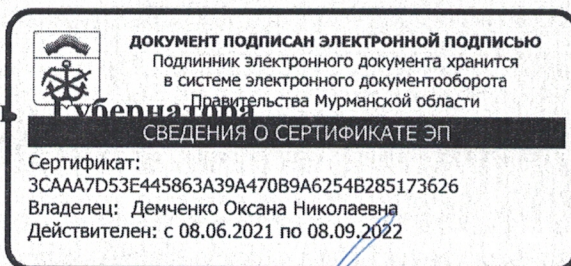 ДОКУМЕНТ ПОДПИСАН ЭЛЕКТРОННОЙ ПОДПИСЬЮ
Подлинник электронного документа хранится
в системе электронного документооборота
Правительства Мурманской области
Губернатора
СВЕДЕНИЯ О СЕРТИФИКАТЕ ЭП
Сертификат:
3CAAA7D53E445863A39A470B9A6254B285173626
Владелец: Демченко Оксана Николаевна
Действителен: с 08.06.2021 по 08.09.2022